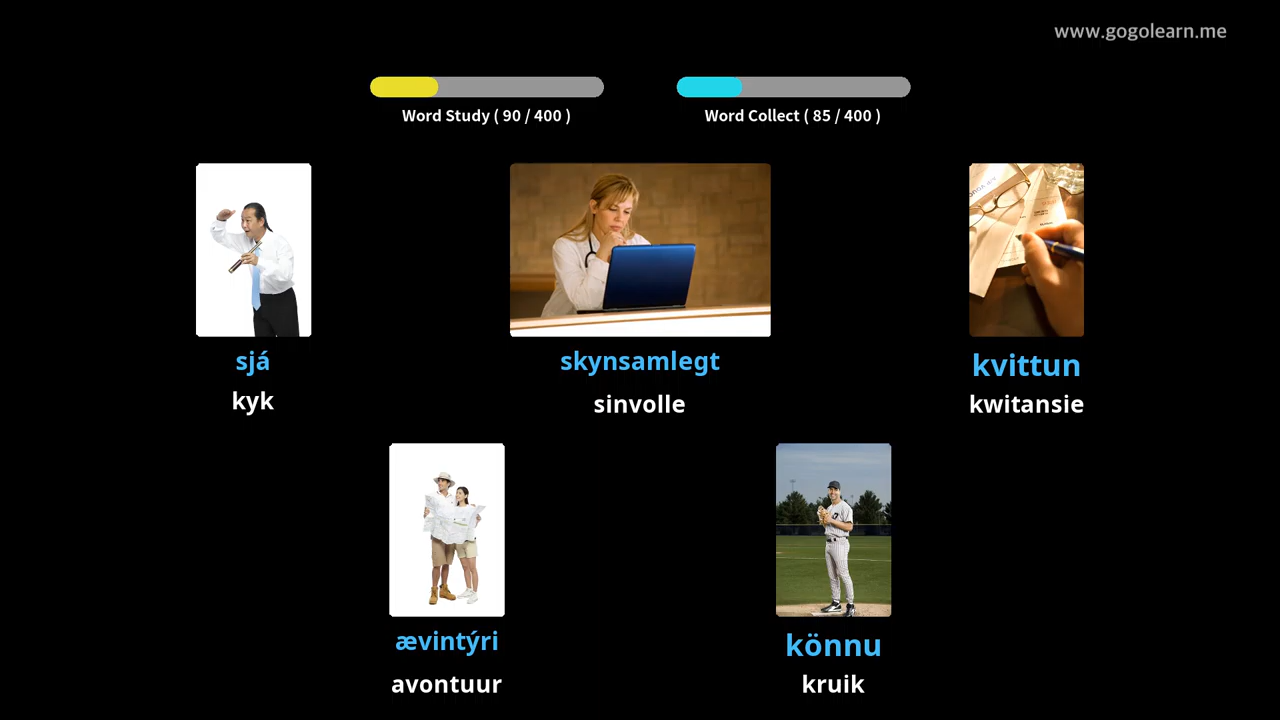 www.gogolearn.me
Word Study ( 90 / 400 )
Word Collect ( 85 / 400 )
sjá
kyk
skynsamlegt
sinvolle
kvittun
kwitansie
ævintýri
avontuur
könnu
kruik